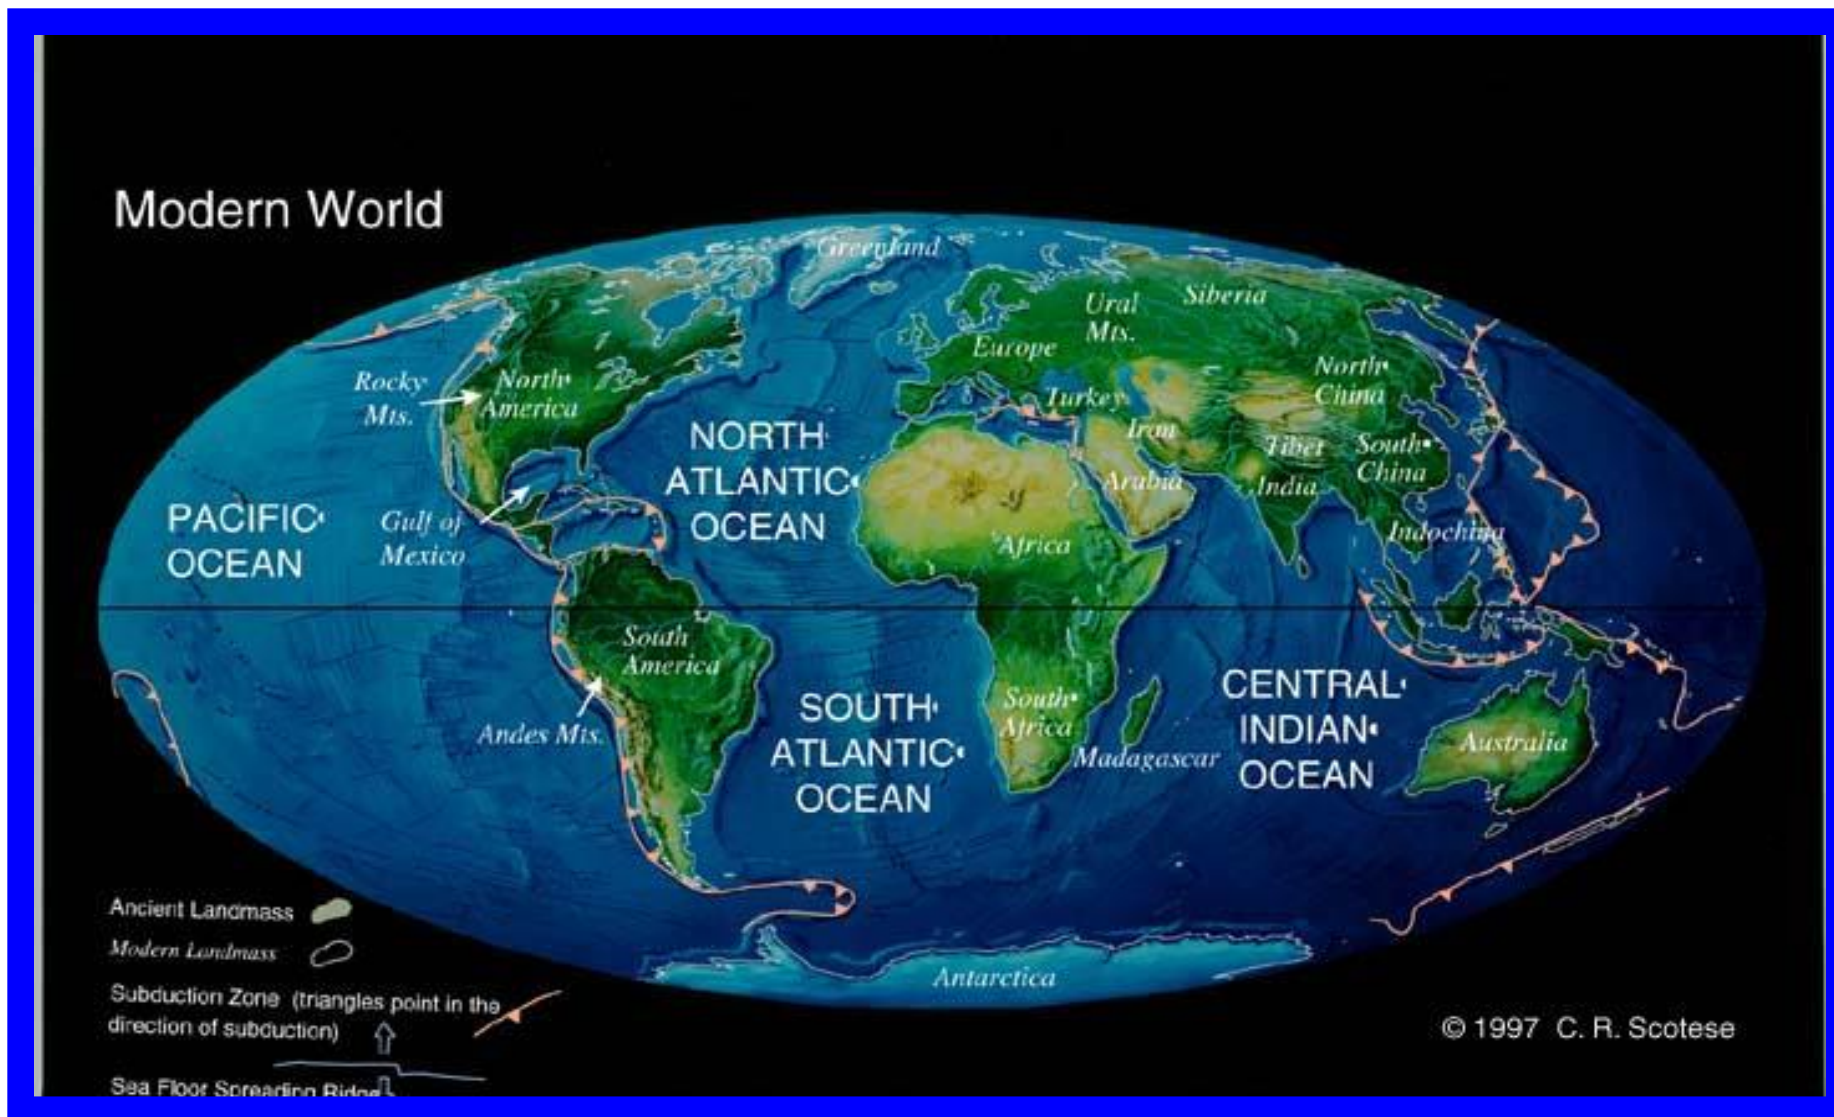 Modern World
Greenland
Ural
Mts.
Siberia
Europe
Rocky
Mts.
North
America
North
China
Turkey
Iran
Tibet
South
China
NORTH
ATLANTIC
OCEAN
Arabia
India
PACIFIC
OCEAN
Gulf of
Mexico
Africa
Indochina
South
America
CENTRAL
INDIAN
OCEAN
South
Africa
SOUTH
ATLANTIC
OCEAN
Andes Mts.
Madagascar
Australia
Ancient Landmass
Modern Landmass
Antarctica
Subduction Zone (triangles point in the
direction of subduction)
© 1997 C. R. Scotese
Sea Floor Spreading Ridge